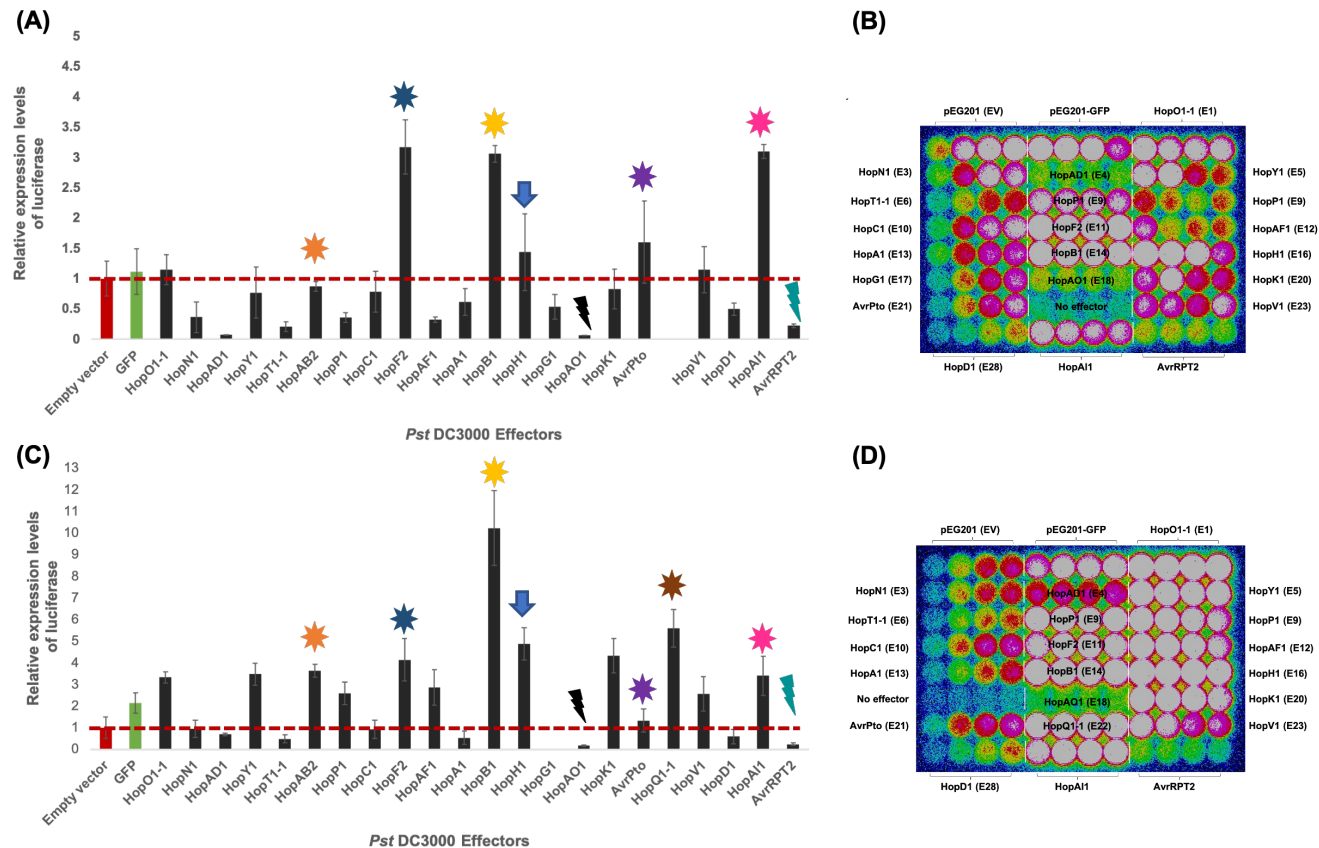 (A)
Relative expression levels
of luciferase
5
4.5
4
3.5
3
2.5
2
1.5
1
0.5
0
Empty vector
GFP
HopO1-1
HopN1
HopAD1
HopY1
HopT1-1
HopAB2
HopP1
HopC1
HopF2
HopAF1
HopA1
HopB1
HopH1
HopG1
HopAO1
HopK1
AvrPto
HopV1
HopD1
HopAI1
AvrRPT2
Pst DC3000 Effectors
(B)
pEG201 (EV)
pEG201-GFP
HopO1-1 (E1)
HopN1 (E3)
HopAD1 (E4)
HopY1 (E5)
HopT1-1 (E6)
HopP1 (E9)
HopP1 (E9)
HopC1 (E10)
HopF2 (E11)
HopAF1 (E12)
HopA1 (E13)
HopB1 (E14)
HopH1 (E16)
HopG1 (E17)
HopAO1 (E18)
HopK1 (E20)
AvrPto (E21)
No effector
HopV1 (E23)
HopD1 (E28)
HopAI1
AvrRPT2
(C)
Relative expression levels
of luciferase
13
12
11
10
9
8
7
6
5
4
3
2
1
0
Empty vector
GFP
HopO1-1
HopN1
HopAD1
HopY1
HopT1-1
HopAB2
HopP1
HopC1
HopF2
HopAF1
HopA1
HopB1
HopH1
HopG1
HopAO1
HopK1
AvrPto
HopQ1-1
HopV1
HopD1
HopAI1
AvrRPT2
Pst DC3000 Effectors
(D)
pEG201 (EV)
pEG201-GFP
HopO1-1 (E1)
HopN1 (E3)
HopAD1 (E4)
HopY1 (E5)
HopT1-1 (E6)
HopP1 (E9)
HopP1 (E9)
HopC1 (E10)
HopF2 (E11)
HopAF1 (E12)
HopA1 (E13)
HopB1 (E14)
HopH1 (E16)
No effector
HopAO1 (E18)
HopK1 (E20)
AvrPto (E21)
HopQ1-1 (E22)
HopV1 (E23)
HopD1 (E28)
HopAI1
AvrRPT2